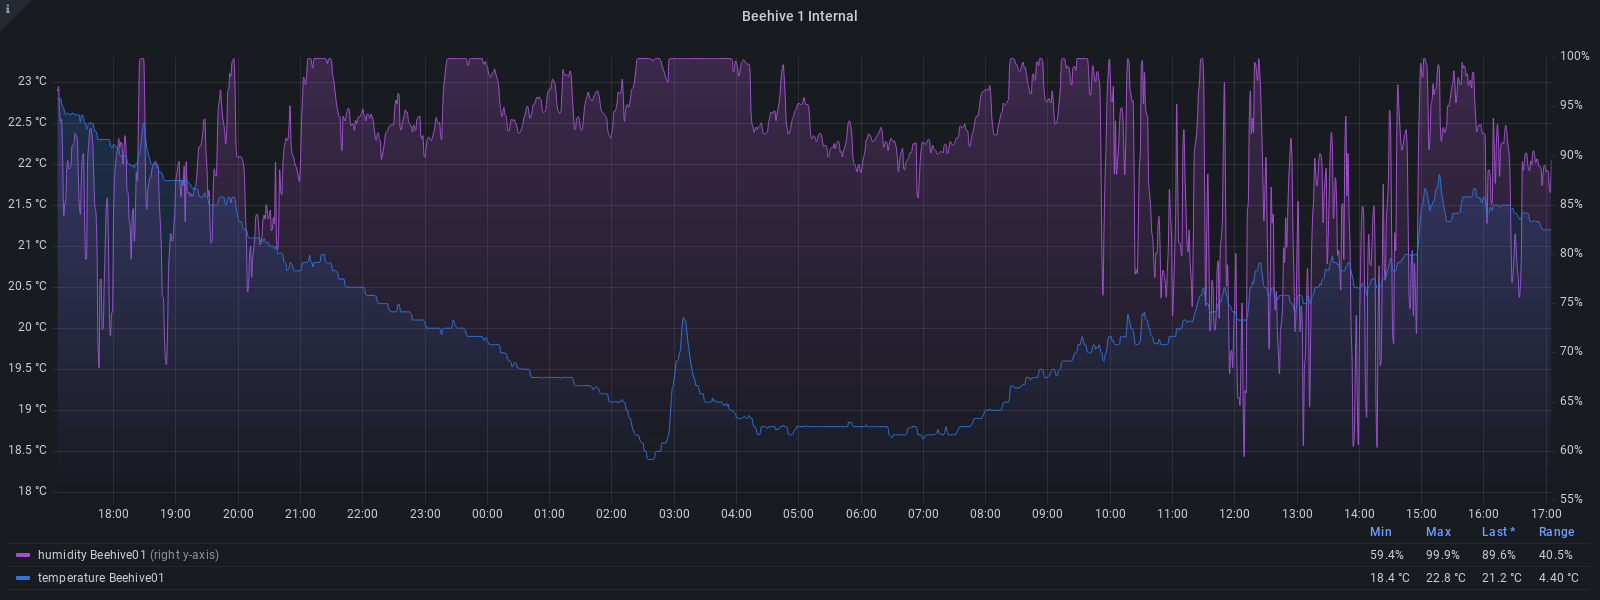 i
Beehive 1 Internal
23 °C
22.5 °C
22 °C
21.5 °C
21 °C
20.5 °C
20 °C
19.5 °C
19 °C
18.5 °C
18 °C
100%
95%
90%
85%
80%
75%
70%
65%
60%
55%
18:00 19:00 20:00 21:00 22:00 23:00 00:00 01:00 02:00 03:00 04:00 05:00 06:00 07:00 08:00 09:00 10:00 11:00 12:00 13:00 14:00 15:00 16:00 17:00
Min Max Last * Range
humidity Beehive01 (right y-axis) 59.4% 99.9% 89.6% 40.5%
temperature Beehive01 18.4 °C 22.8 °C 21.2 °C 4.40 °C